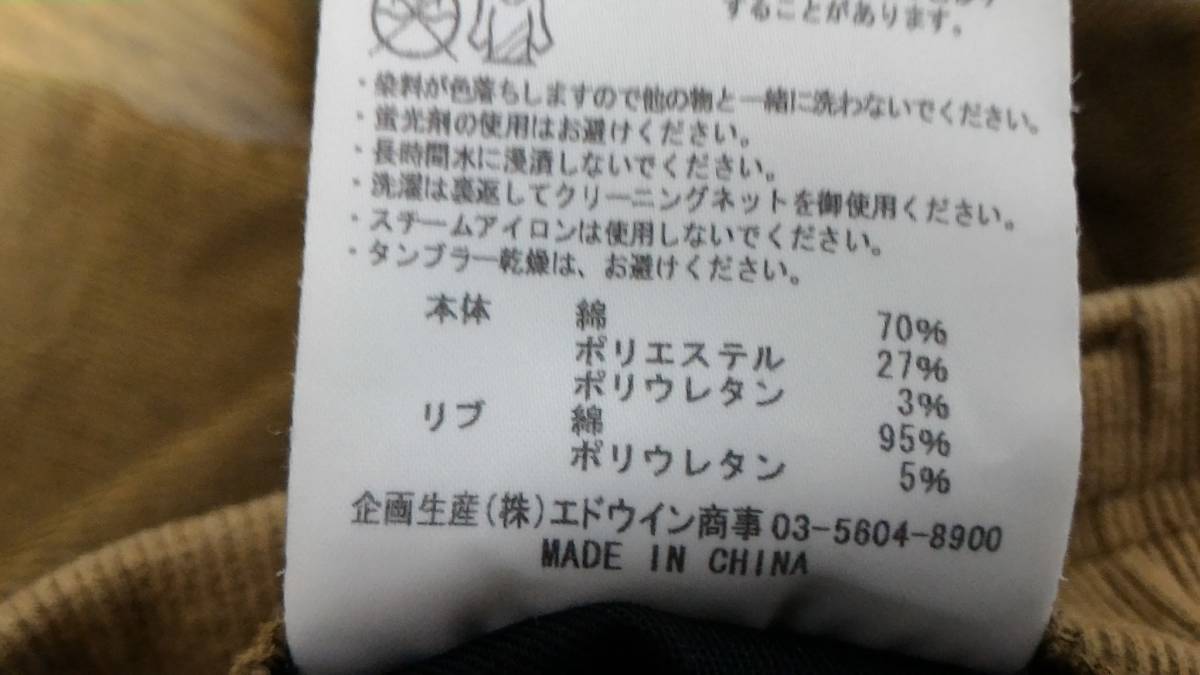 することがあります。
・染料が色落ちしますので他の物と一緒に洗わないでください。
・蛍光剤の使用はお避けください。
・長時間水に浸漬しないでください。
・洗濯は裏返してクリーニングネットを御使用ください。
・スチームアイロンは使用しないでください。
・タンブラー乾燥は、お避けください。
本体 綿 70%
ポリエステル 27%
ポリウレタン 3%
リブ 綿 95%
ポリウレタン 5%
企画生産(株)エドウイン商事 03-5604-8900
MADE IN CHINA